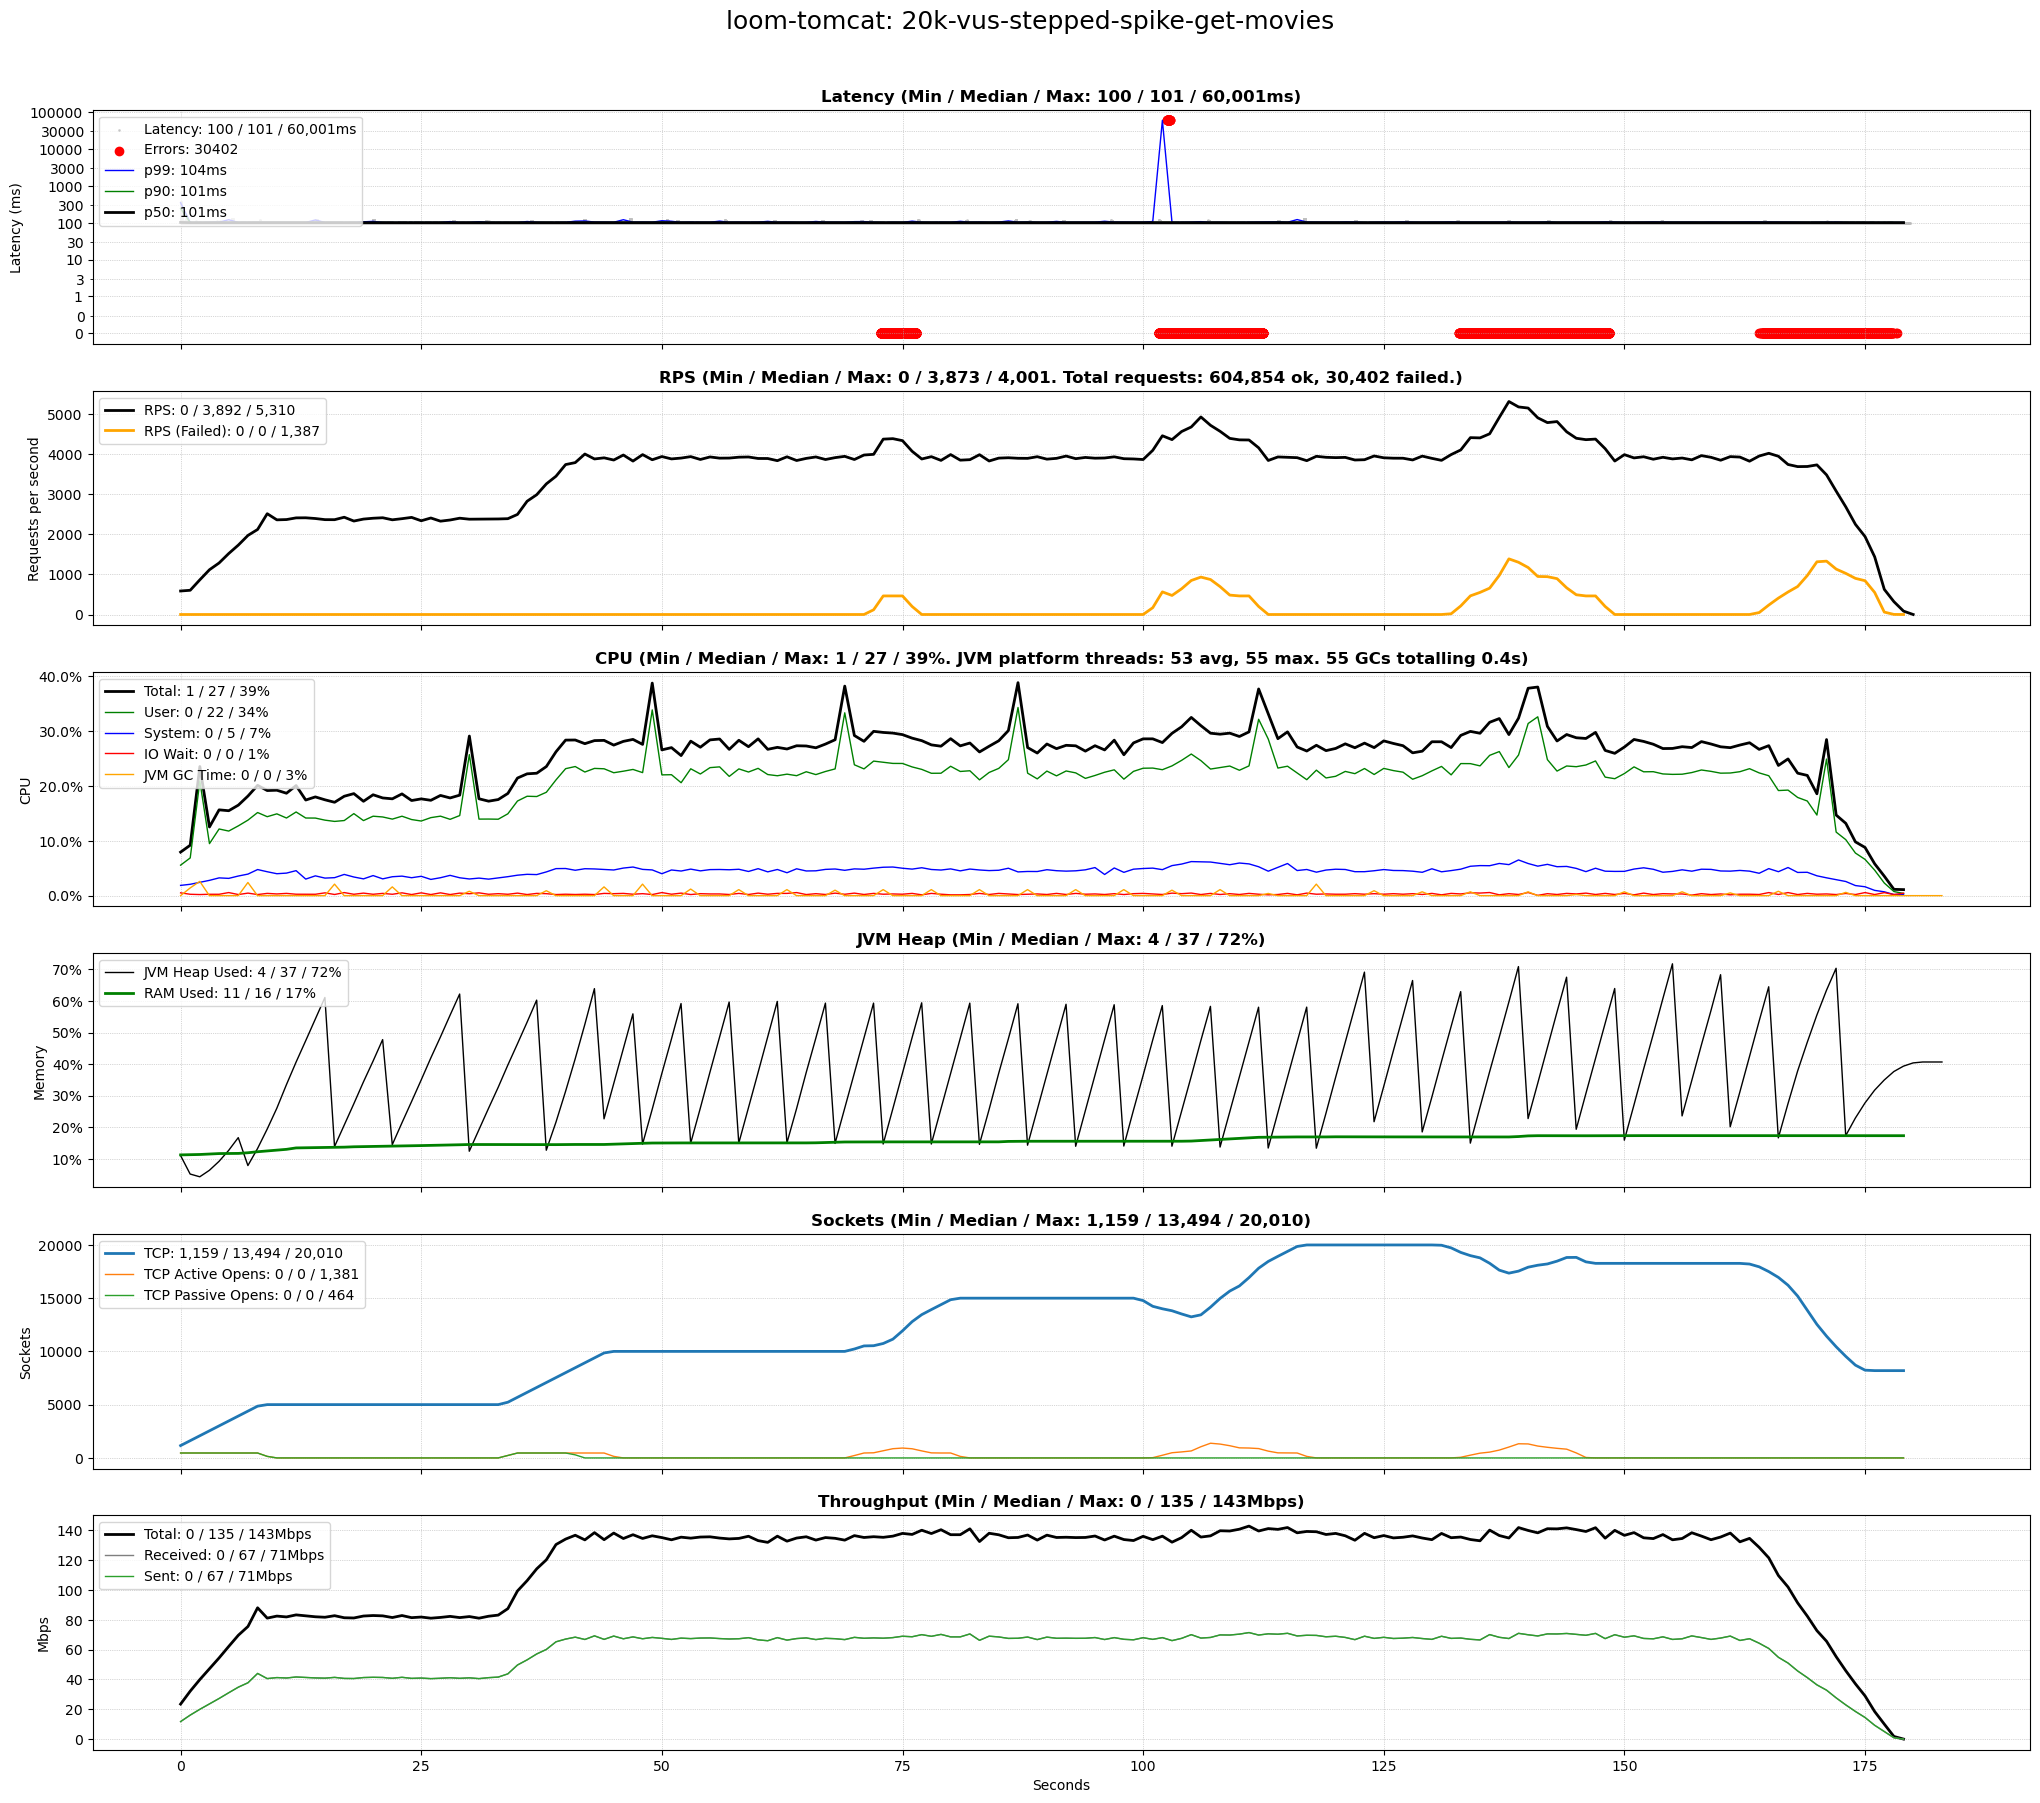 loom-tomcat: 20k-vus-stepped-spike-get-movies
Latency (Min / Median / Max: 100 / 101 / 60,001ms)
Latency (ms)
100000
30000
10000
3000
1000
300
100
30
10
3
1
0
0
Latency: 100 / 101 / 60,001ms
Errors: 30402
p99: 104ms
p90: 101ms
p50: 101ms
RPS (Min / Median / Max: 0 / 3,873 / 4,001. Total requests: 604,854 ok, 30,402 failed.)
Requests per second
5000
4000
3000
2000
1000
0
RPS: 0 / 3,892 / 5,310
RPS (Failed): 0 / 0 / 1,387
CPU (Min / Median / Max: 1 / 27 / 39%. JVM platform threads: 53 avg, 55 max. 55 GCs totalling 0.4s)
CPU
40.0%
30.0%
20.0%
10.0%
0.0%
Total: 1 / 27 / 39%
User: 0 / 22 / 34%
System: 0 / 5 / 7%
IO Wait: 0 / 0 / 1%
JVM GC Time: 0 / 0 / 3%
JVM Heap (Min / Median / Max: 4 / 37 / 72%)
Memory
70%
60%
50%
40%
30%
20%
10%
JVM Heap Used: 4 / 37 / 72%
RAM Used: 11 / 16 / 17%
Sockets (Min / Median / Max: 1,159 / 13,494 / 20,010)
Sockets
20000
15000
10000
5000
0
TCP: 1,159 / 13,494 / 20,010
TCP Active Opens: 0 / 0 / 1,381
TCP Passive Opens: 0 / 0 / 464
Throughput (Min / Median / Max: 0 / 135 / 143Mbps)
Mbps
140
120
100
80
60
40
20
0
Total: 0 / 135 / 143Mbps
Received: 0 / 67 / 71Mbps
Sent: 0 / 67 / 71Mbps
0 25 50 75 100 125 150 175
Seconds